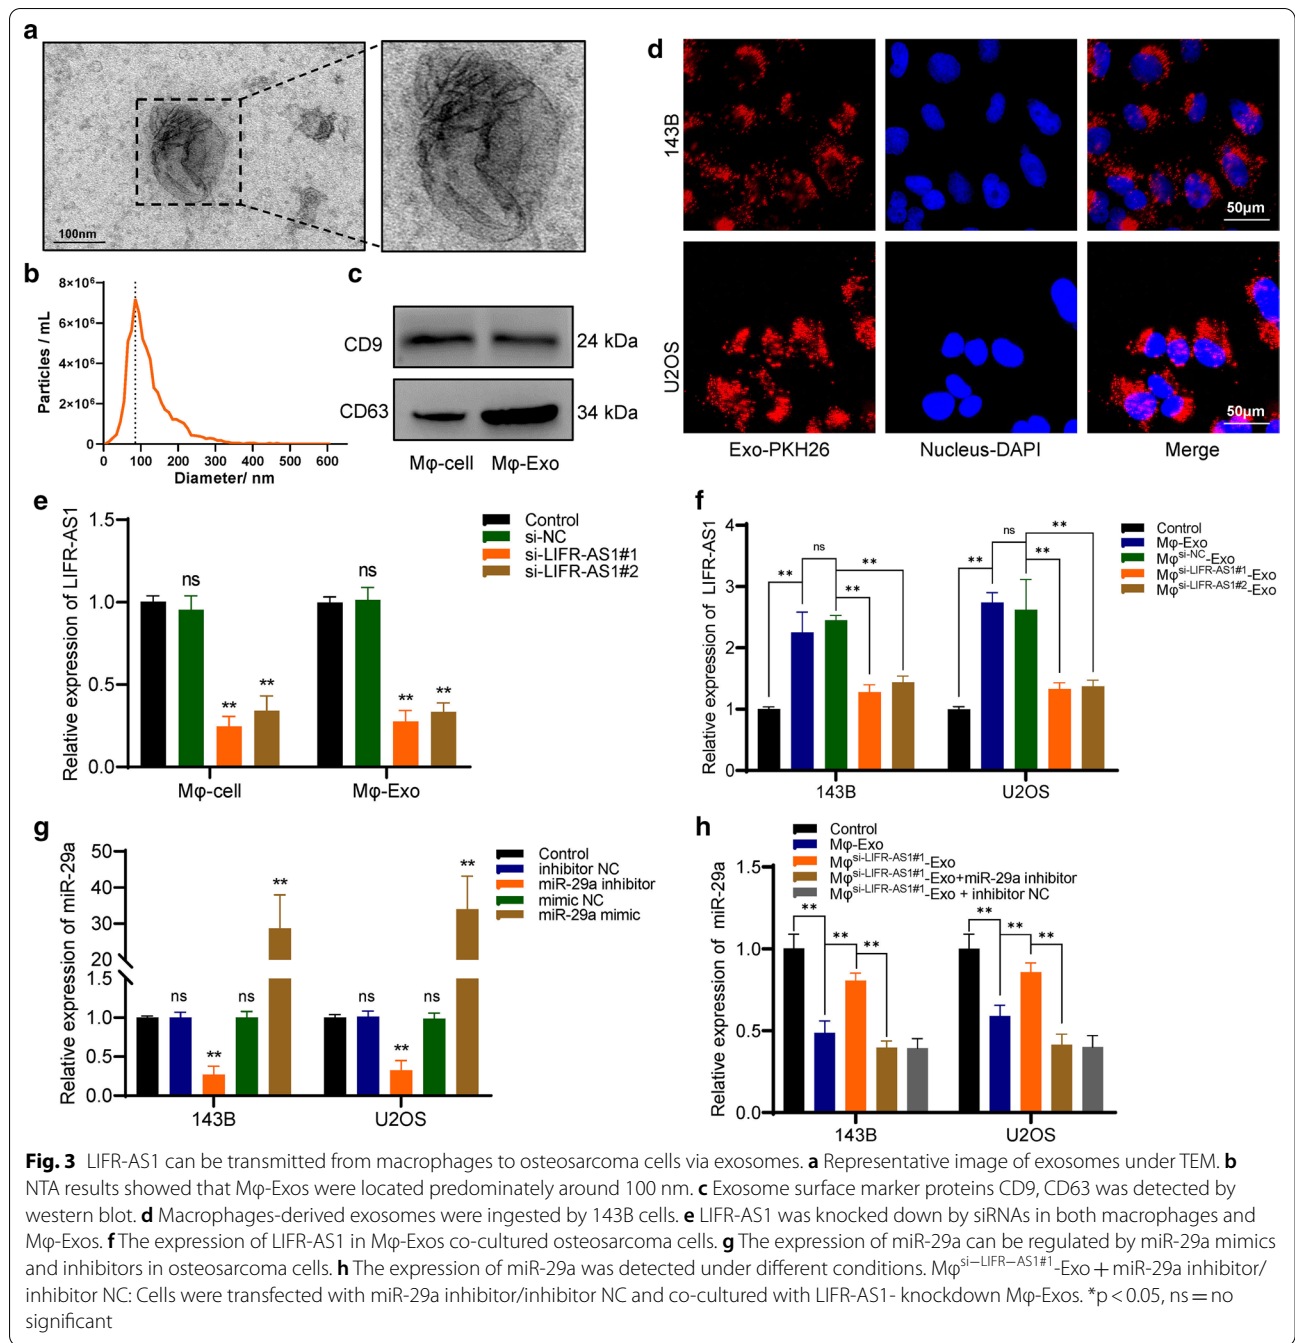 a
100nm
b
Particles / mL
8×10⁶
6×10⁶
4×10⁶
2×10⁶
0
0 100 200 300 400 500 600
Diameter/ nm
c
CD9 24 kDa
CD63 34 kDa
Mφ-cell Mφ-Exo
d
143B
50μm
U2OS
50μm
Exo-PKH26 Nucleus-DAPI Merge
e
Relative expression of LIFR-AS1
1.5
1.0
0.5
0.0
Control
si-NC
si-LIFR-AS1#1
si-LIFR-AS1#2
ns ** ** ns ** **
Mφ-cell Mφ-Exo
f
Relative expression of LIFR-AS1
4
3
2
1
0
Control
Mφ-Exo
Mφsi-NC-Exo
Mφsi-LIFR-AS1#1-Exo
Mφsi-LIFR-AS1#2-Exo
** ns ** ** ** ns ** **
143B U2OS
g
Relative expression of miR-29a
50
40
30
20
1.5
1.0
0.5
0.0
Control
inhibitor NC
miR-29a inhibitor
mimic NC
miR-29a mimic
ns ** ns ** ns ** ns **
143B U2OS
h
Relative expression of miR-29a
1.5
1.0
0.5
0.0
Control
Mφ-Exo
Mφsi-LIFR-AS1#1-Exo
Mφsi-LIFR-AS1#1-Exo+miR-29a inhibitor
Mφsi-LIFR-AS1#1-Exo + inhibitor NC
** ** ** ** ** **
143B U2OS
Fig. 3 LIFR-AS1 can be transmitted from macrophages to osteosarcoma cells via exosomes. a Representative image of exosomes under TEM. b
NTA results showed that Mφ-Exos were located predominately around 100 nm. c Exosome surface marker proteins CD9, CD63 was detected by
western blot. d Macrophages-derived exosomes were ingested by 143B cells. e LIFR-AS1 was knocked down by siRNAs in both macrophages and
Mφ-Exos. f The expression of LIFR-AS1 in Mφ-Exos co-cultured osteosarcoma cells. g The expression of miR-29a can be regulated by miR-29a mimics
and inhibitors in osteosarcoma cells. h The expression of miR-29a was detected under different conditions. Mφsi−LIFR−AS1#1-Exo + miR-29a inhibitor/
inhibitor NC: Cells were transfected with miR-29a inhibitor/inhibitor NC and co-cultured with LIFR-AS1- knockdown Mφ-Exos. *p < 0.05, ns = no
significant